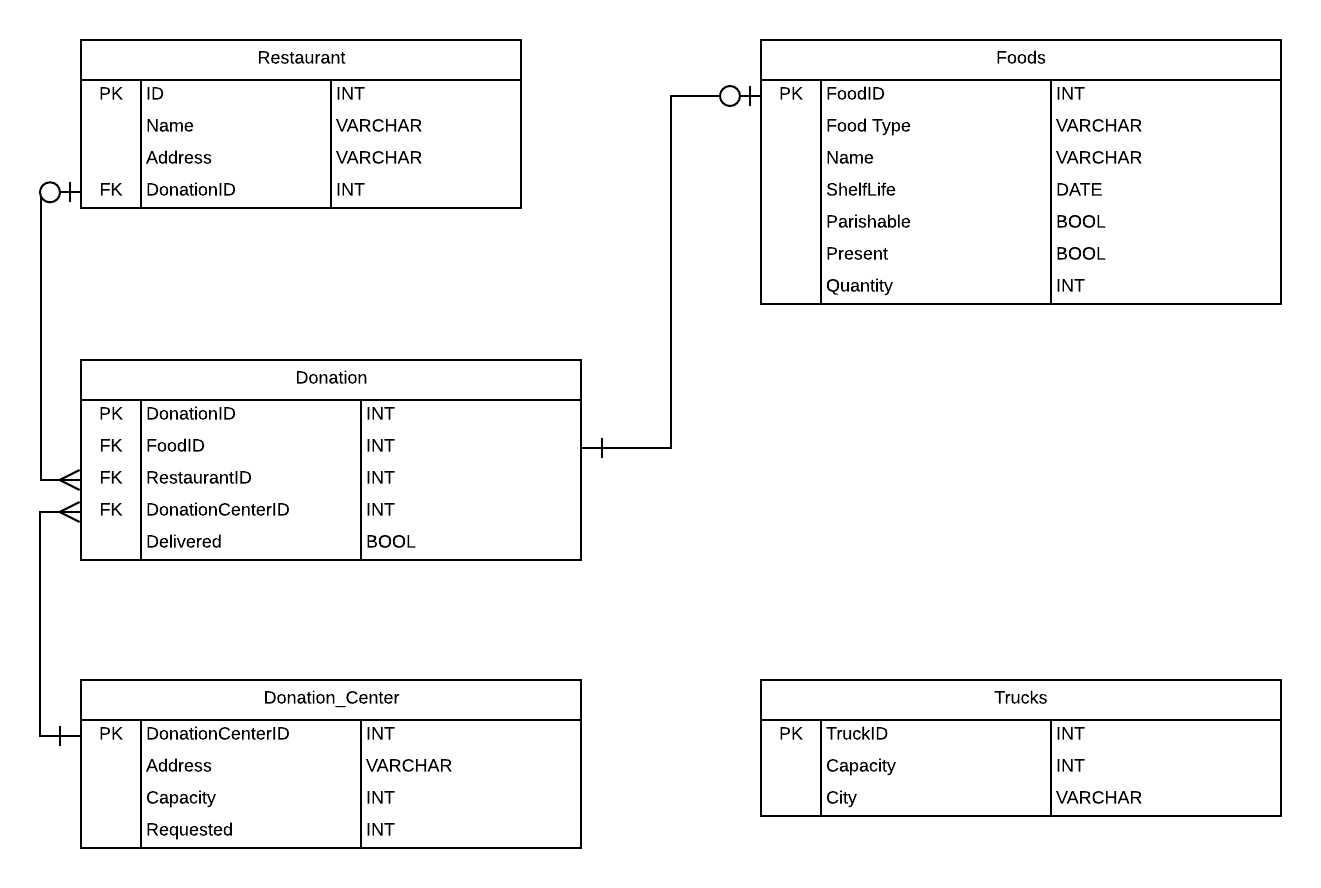 Restaurant
PK ID INT
Name VARCHAR
Address VARCHAR
FK DonationID INT
Foods
PK FoodID INT
Food Type VARCHAR
Name VARCHAR
ShelfLife DATE
Parishable BOOL
Present BOOL
Quantity INT
Donation
PK DonationID INT
FK FoodID INT
FK RestaurantID INT
FK DonationCenterID INT
Delivered BOOL
Donation_Center
PK DonationCenterID INT
Address VARCHAR
Capacity INT
Requested INT
Trucks
PK TruckID INT
Capacity INT
City VARCHAR